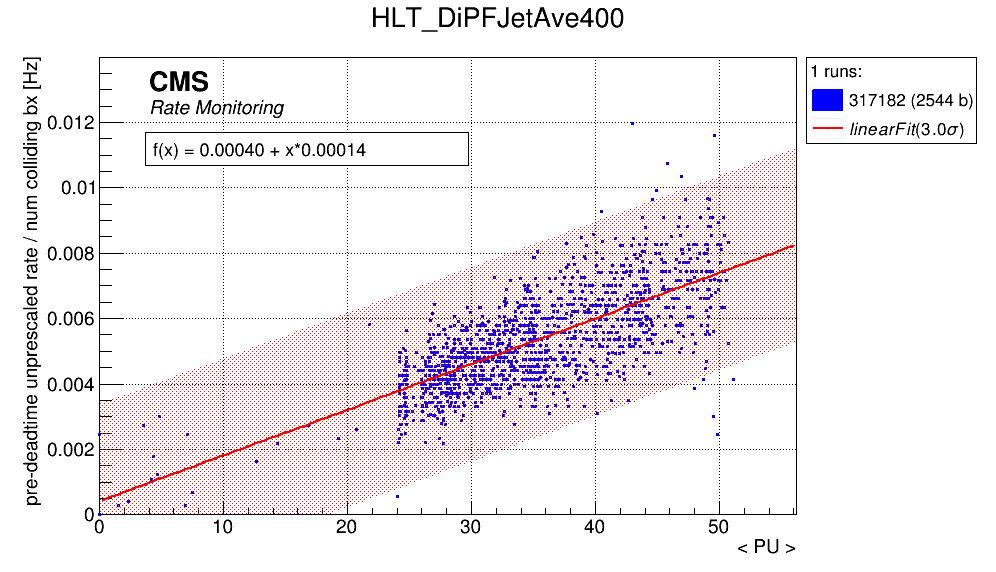 HLT_DiPFJetAve400
pre-deadtime unprescaled rate / num colliding bx [Hz]
CMS
Rate Monitoring
f(x) = 0.00040 + x*0.00014
1 runs:
317182 (2544 b)
linearFit(3.0σ)
0.012
0.01
0.008
0.006
0.004
0.002
0
0 10 20 30 40 50
< PU >